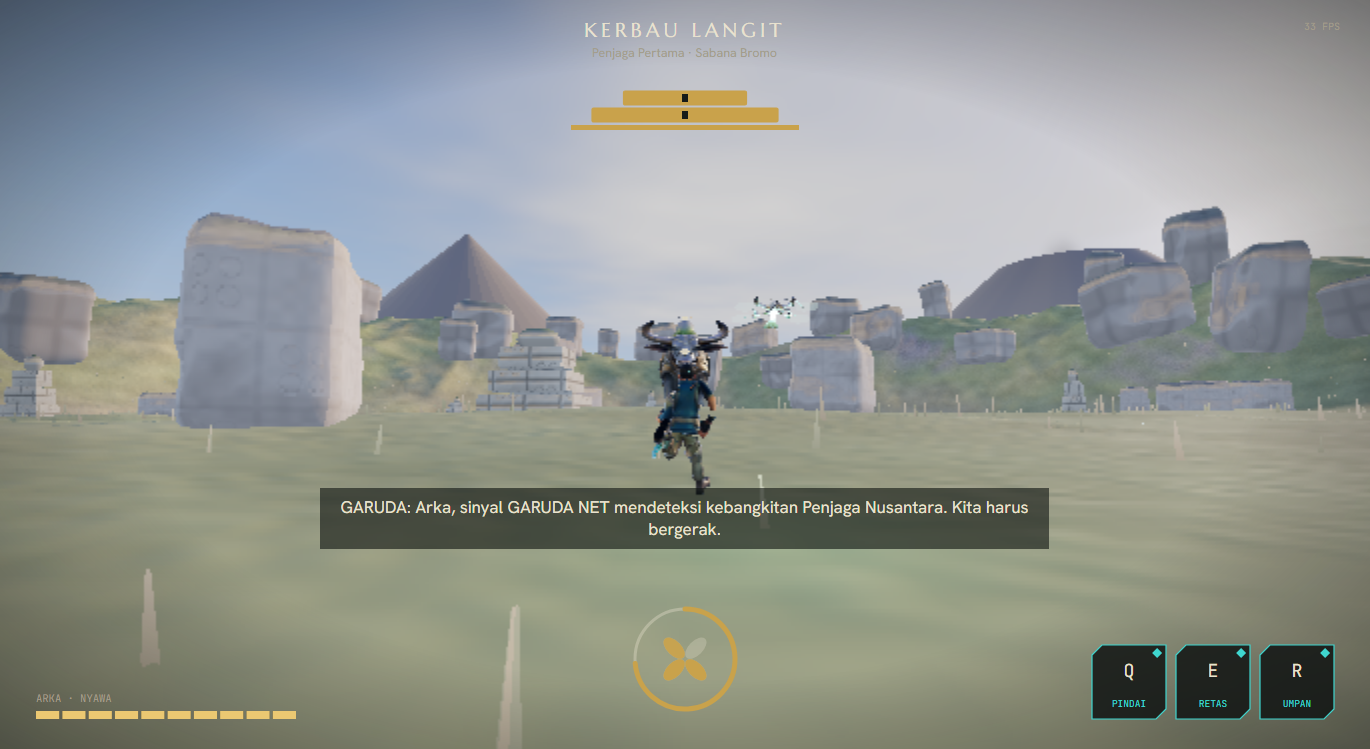 KERBAU LANGIT
Penjaga Pertama · Sabana Bromo
33 FPS
GARUDA: Arka, sinyal GARUDA NET mendeteksi kebangkitan Penjaga Nusantara. Kita harus
bergerak.
ARKA · NYAWA
Q
PINDAI
E
RETAS
R
UMPAN